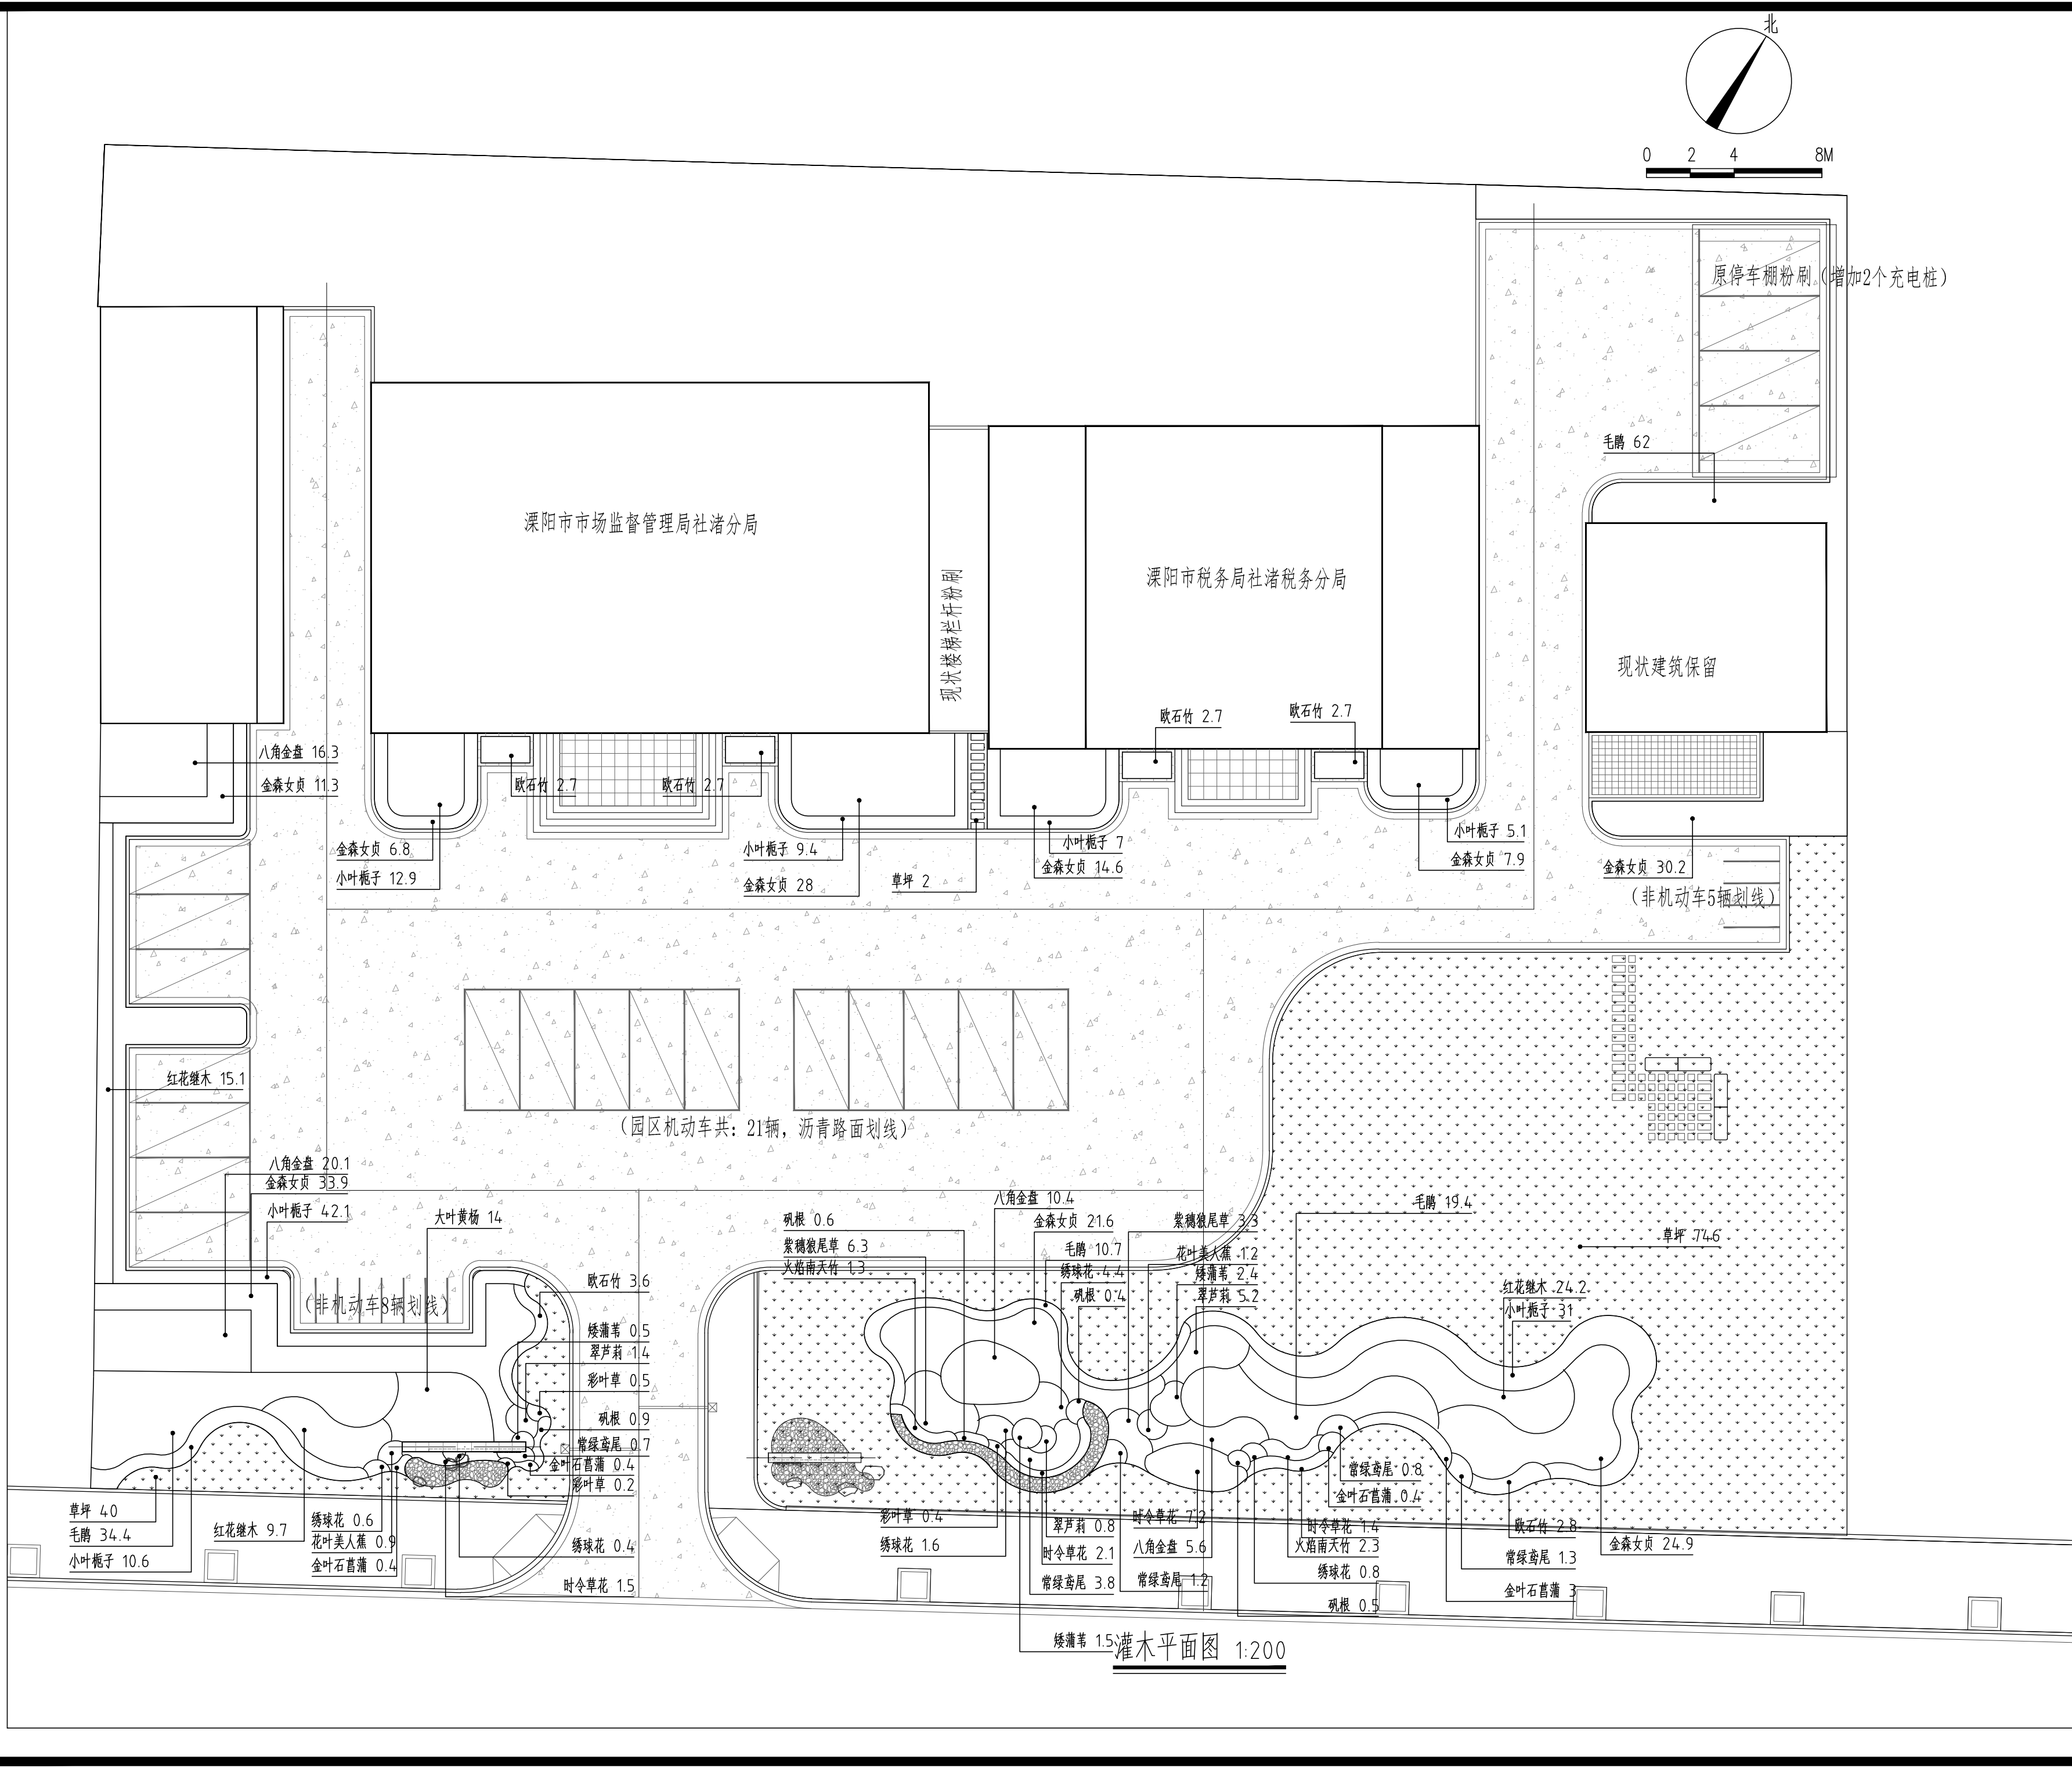 北
0 2 4 8M
原停车棚粉刷（增加2个充电桩）
毛鹃 62
溧阳市市场监督管理局社渚分局
现状楼梯栏杆粉刷
溧阳市税务局社渚税务分局
现状建筑保留
欧石竹 2.7
欧石竹 2.7
八角金盘 16.3
金森女贞 11.3
欧石竹 2.7
欧石竹 2.7
金森女贞 6.8
小叶栀子 12.9
小叶栀子 9.4
金森女贞 28
草坪 2
小叶栀子 7
金森女贞 14.6
小叶栀子 5.1
金森女贞 7.9
金森女贞 30.2
（非机动车5辆划线）
红花继木 15.1
（园区机动车共：21辆，沥青路面划线）
八角金盘 20.1
金森女贞 33.9
小叶栀子 42.1
大叶黄杨 14
（非机动车8辆划线）
欧石竹 3.6
矮蒲苇 0.5
翠芦莉 1.4
彩叶草 0.5
矾根 0.9
常绿鸢尾 0.7
金叶石菖蒲 0.4
彩叶草 0.2
绣球花 0.4
时令草花 1.5
草坪 40
毛鹃 34.4
小叶栀子 10.6
红花继木 9.7
绣球花 0.6
花叶美人蕉 0.9
金叶石菖蒲 0.4
矾根 0.6
紫穗狼尾草 6.3
火焰南天竹 1.3
八角金盘 10.4
金森女贞 21.6
毛鹃 10.7
绣球花 4.4
矾根 0.4
紫穗狼尾草 3.3
花叶美人蕉 1.2
矮蒲苇 2.4
翠芦莉 5.2
毛鹃 19.4
草坪 746
红花继木 24.2
小叶栀子 31
彩叶草 0.4
绣球花 1.6
翠芦莉 0.8
时令草花 2.1
常绿鸢尾 3.8
矮蒲苇 1.5
时令草花 7.2
八角金盘 5.6
常绿鸢尾 1.2
常绿鸢尾 0.8
金叶石菖蒲 0.4
时令草花 1.4
火焰南天竹 2.3
绣球花 0.8
矾根 0.5
欧石竹 2.8
常绿鸢尾 1.3
金叶石菖蒲 3
金森女贞 24.9
灌木平面图 1:200